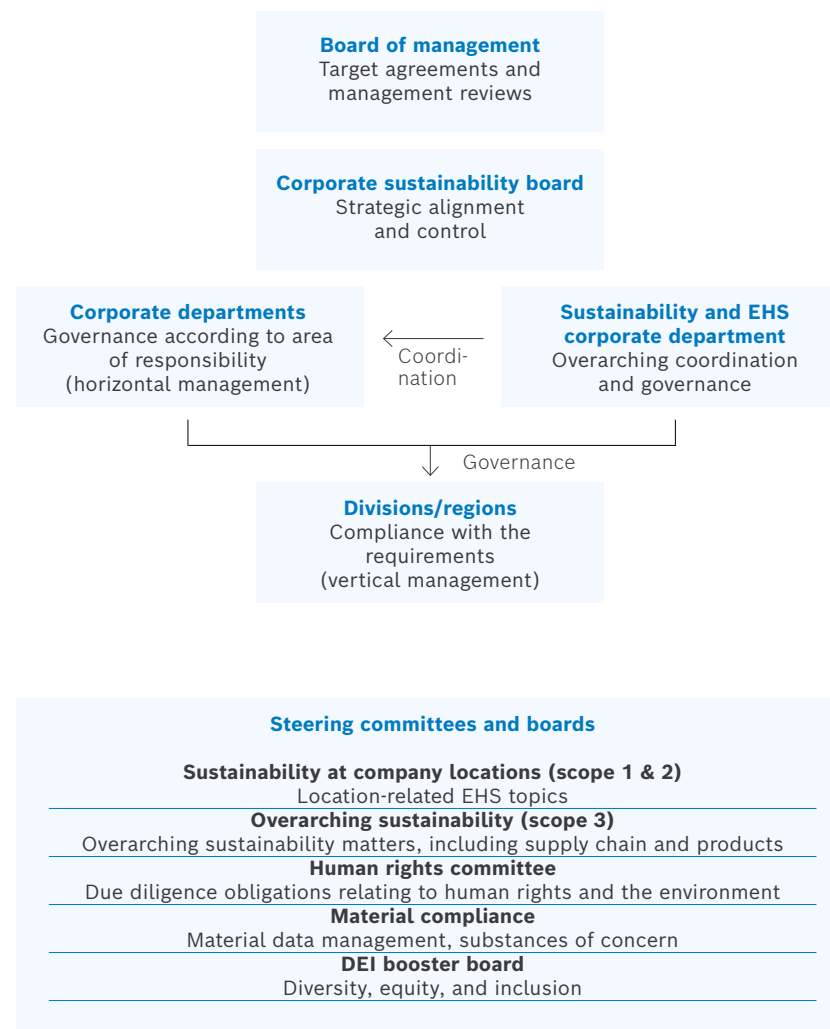 Board of management
Target agreements and
management reviews
Corporate sustainability board
Strategic alignment
and control
Corporate departments
Governance according to area
of responsibility
(horizontal management)
Coordi-
nation
Sustainability and EHS
corporate department
Overarching coordination
and governance
Governance
Divisions/regions
Compliance with the
requirements
(vertical management)
Steering committees and boards
Sustainability at company locations (scope 1 & 2)
Location-related EHS topics
Overarching sustainability (scope 3)
Overarching sustainability matters, including supply chain and products
Human rights committee
Due diligence obligations relating to human rights and the environment
Material compliance
Material data management, substances of concern
DEI booster board
Diversity, equity, and inclusion